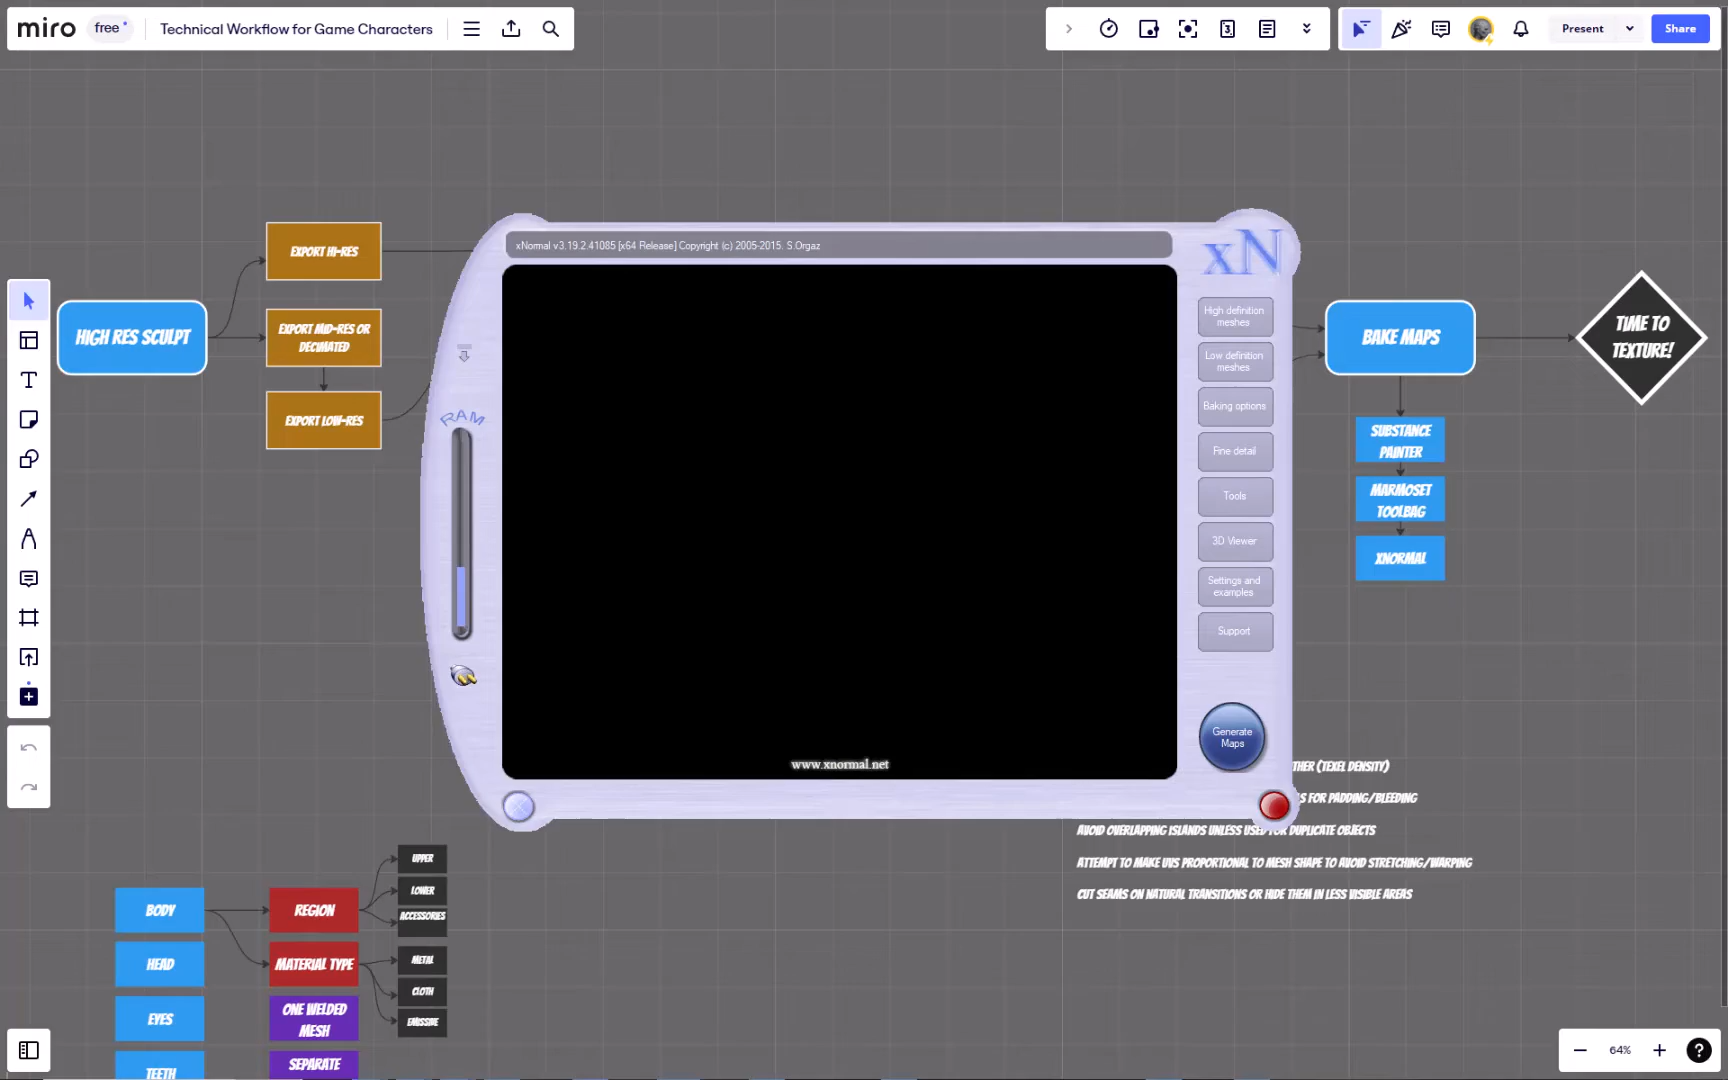 miro
free
Technical Workflow for Game Characters
3
Present
Share
xNormal v3.19.2.41085 [x64 Release] Copyright (c) 2005-2015. S.Orgaz
xN
EXPORT HI-RES
High definition
meshes
HIGH RES SCULPT
EXPORT MID-RES OR
DECIMATED
Low definition
meshes
BAKE MAPS
TIME TO
TEXTURE!
Baking options
RAM
EXPORT LOW-RES
Fine detail
SUBSTANCE
PAINTER
Tools
MARMOSET
TOOLBAG
3D Viewer
XNORMAL
Settings and
examples
Support
Generate
Maps
www.xnormal.net
THER (TEXEL DENSITY)
S FOR PADDING/BLEEDING
AVOID OVERLAPPING ISLANDS UNLESS USED FOR DUPLICATE OBJECTS
ATTEMPT TO MAKE UVS PROPORTIONAL TO MESH SHAPE TO AVOID STRETCHING/WARPING
CUT SEAMS ON NATURAL TRANSITIONS OR HIDE THEM IN LESS VISIBLE AREAS
UPPER
LOWER
ACCESSORIES
BODY
REGION
METAL
CLOTH
EMISSIVE
HEAD
MATERIAL TYPE
EYES
ONE WELDED
MESH
TEETH
SEPARATE
64%
?